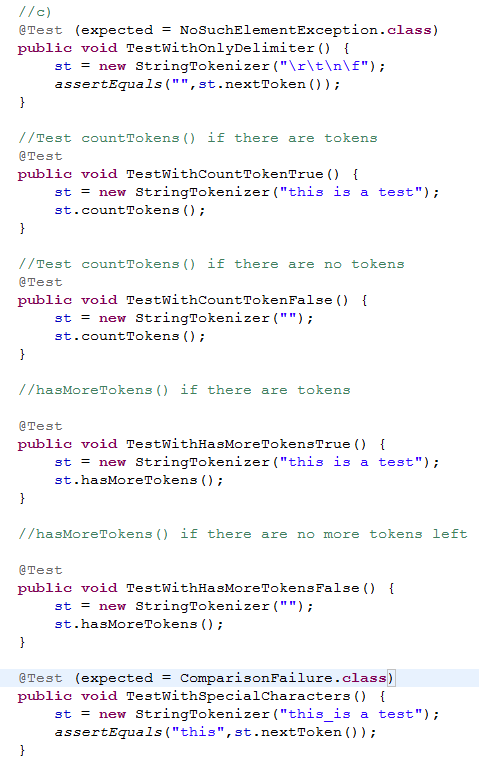 //c)
@Test (expected = NoSuchElementException.class)
public void TestWithOnlyDelimiter() {
st = new StringTokenizer("\r\t\n\f");
assertEquals("",st.nextToken());
}
//Test countTokens() if there are tokens
@Test
public void TestWithCountTokenTrue() {
st = new StringTokenizer("this is a test");
st.countTokens();
}
//Test countTokens() if there are no tokens
@Test
public void TestWithCountTokenFalse() {
st = new StringTokenizer("");
st.countTokens();
}
//hasMoreTokens() if there are tokens
@Test
public void TestWithHasMoreTokensTrue() {
st = new StringTokenizer("this is a test");
st.hasMoreTokens();
}
//hasMoreTokens() if there are no more tokens left
@Test
public void TestWithHasMoreTokensFalse() {
st = new StringTokenizer("");
st.hasMoreTokens();
}
@Test (expected = ComparisonFailure.class)
public void TestWithSpecialCharacters() {
st = new StringTokenizer("this_is a test");
assertEquals("this",st.nextToken());
}